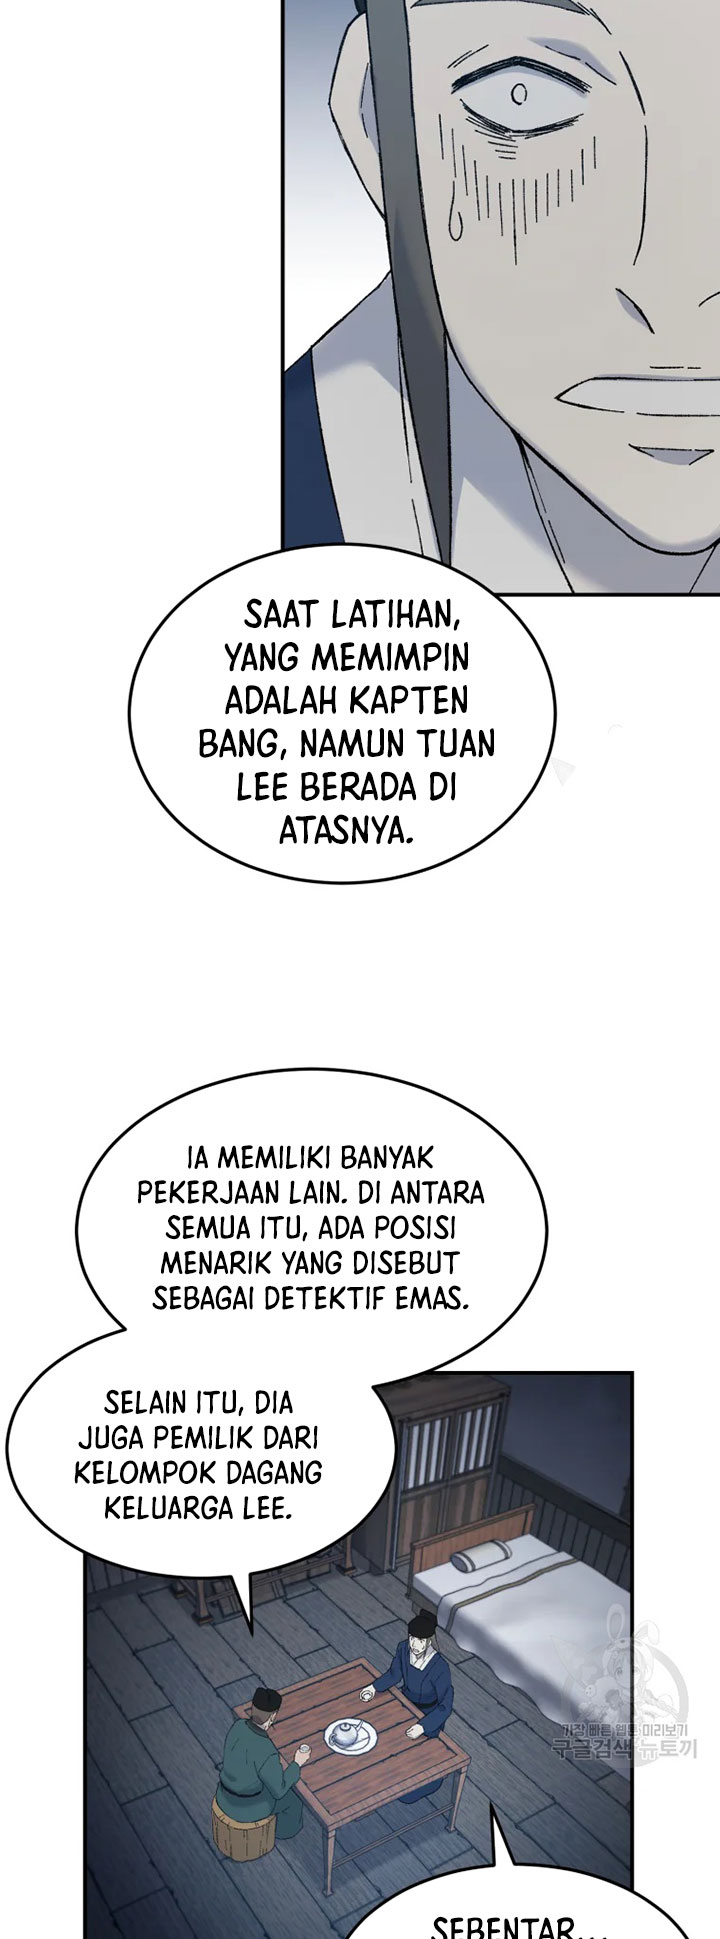 SAAT LATIHAN,
YANG MEMIMPIN
ADALAH KAPTEN
BANG, NAMUN TUAN
LEE BERADA DI
ATASNYA.
IA MEMILIKI BANYAK
PEKERJAAN LAIN. DI ANTARA
SEMUA ITU, ADA POSISI
MENARIK YANG DISEBUT
SEBAGAI DETEKTIF EMAS.
SELAIN ITU, DIA
JUGA PEMILIK DARI
KELOMPOK DAGANG
KELUARGA LEE.
가장 빠른 웹툰 미리보기
구글검색 뉴토끼
SEBENTAR...